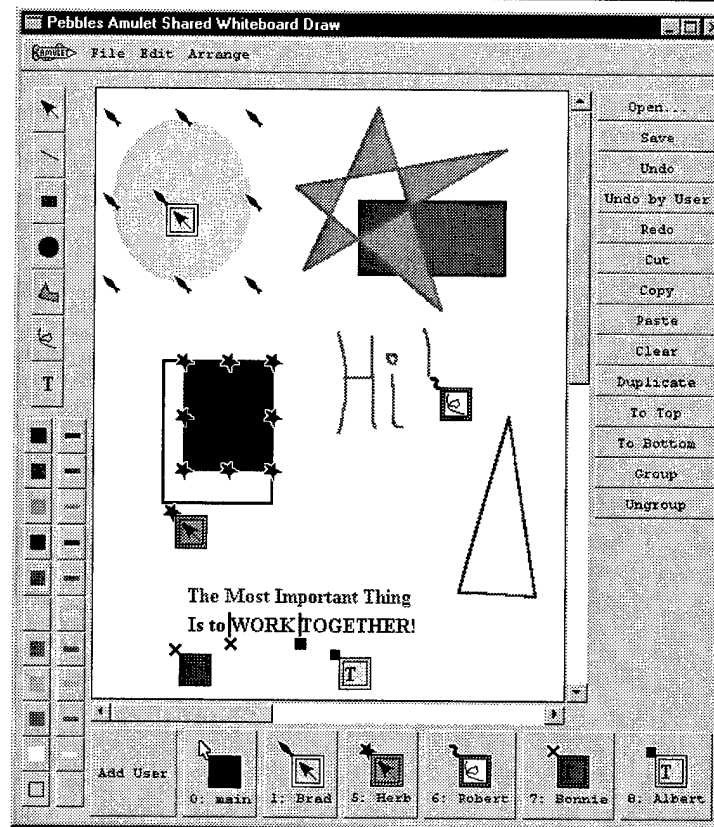 Pebbles Amulet Shared Whiteboard Draw
Amulet File Edit Arrange
Open...
Save
Undo
Undo by User
Redo
Cut
Copy
Paste
Clear
Duplicate
To Top
To Bottom
Group
Ungroup
T
Hi!
The Most Important Thing
Is to WORK TOGETHER!
T
Add User
0: main
1: Brad
5: Herb
6: Robert
7: Bonnie
8: Albert
T